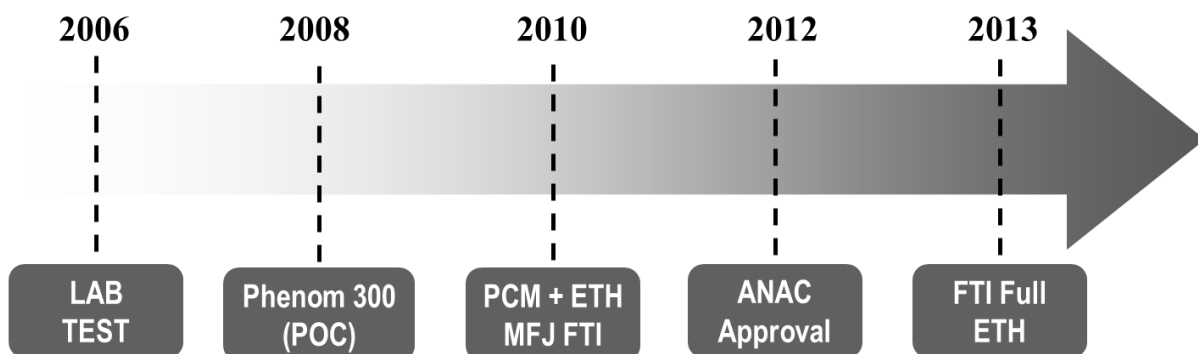 2006
2008
2010
2012
2013
LAB
TEST
Phenom 300
(POC)
PCM + ETH
MFJ FTI
ANAC
Approval
FTI Full
ETH